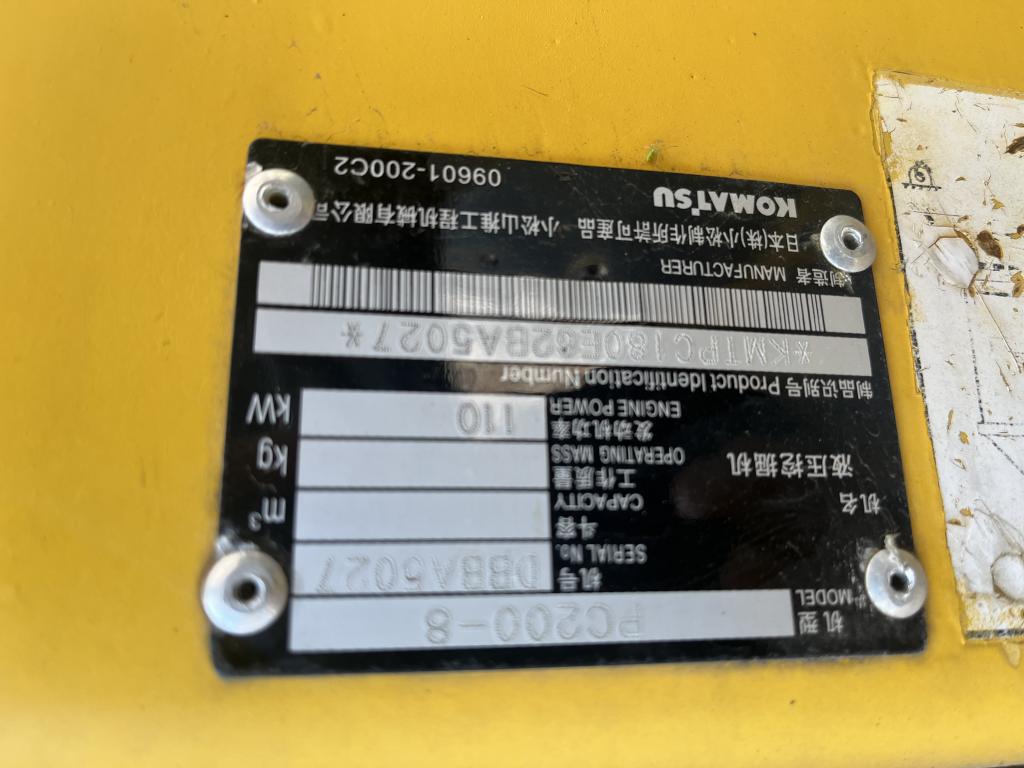 机型 MODEL PC200-8
机名 液压挖掘机
机号 SERIAL No. DBBA5027
斗容 CAPACITY m³
工作质量 OPERATING MASS kg
发动机功率 ENGINE POWER 110 kW
制品识别号 Product Identification Number
*KMTPC180E62BA5027*
制造者 MANUFACTURER
日本(株)小松制作所許可産品 小松山推工程机械有限公司
KOMATSU 09601-200C2